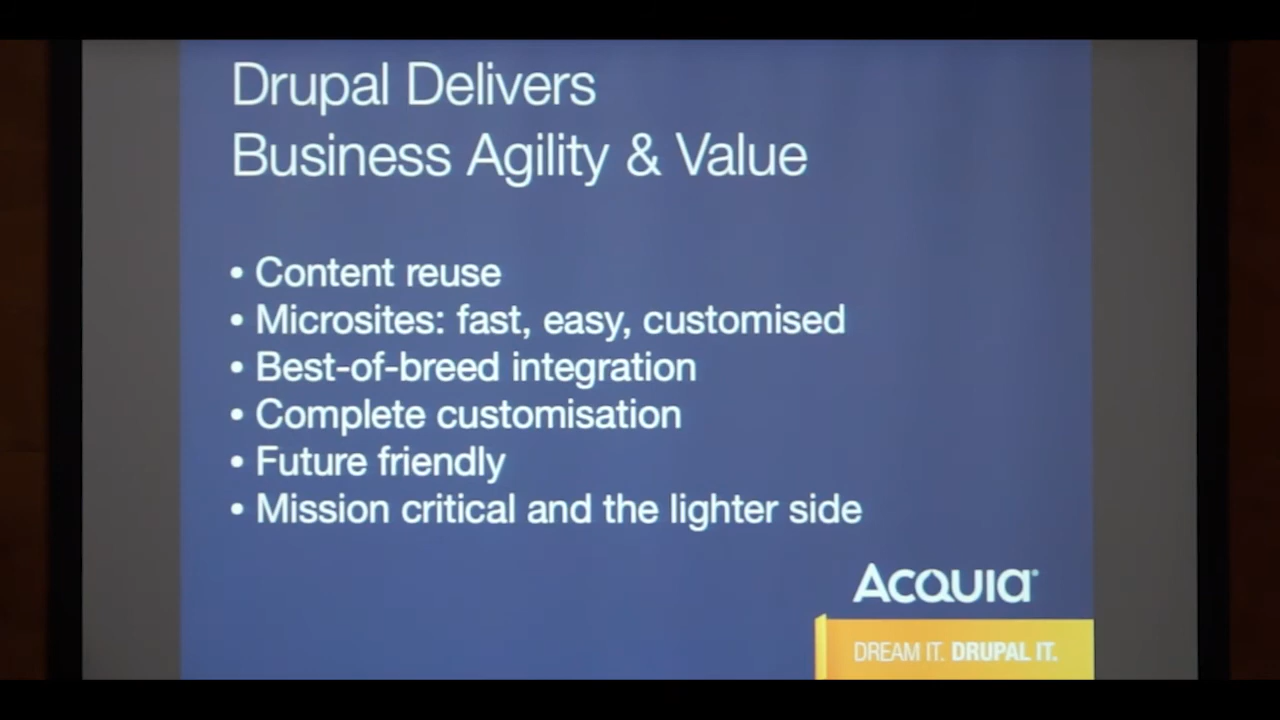 Drupal Delivers
Business Agility & Value
• Content reuse
• Microsites: fast, easy, customised
• Best-of-breed integration
• Complete customisation
• Future friendly
• Mission critical and the lighter side
ACQUIA
DREAM IT. DRUPAL IT.